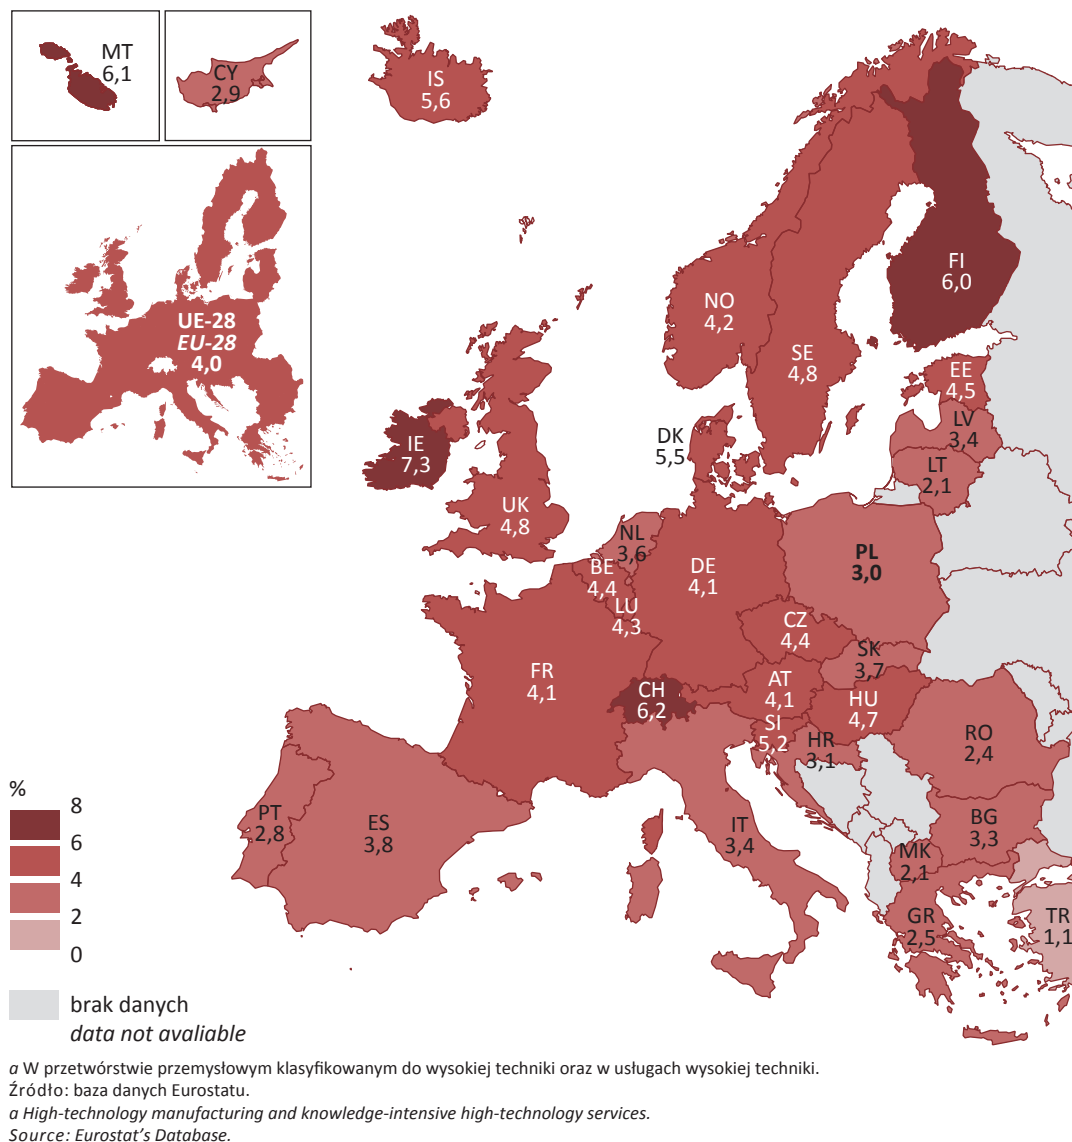 MT
6,1
CY
2,9
IS
5,6
UE-28
EU-28
4,0
FI
6,0
NO
4,2
SE
4,8
EE
4,5
LV
3,4
LT
2,1
DK
5,5
IE
7,3
UK
4,8
NL
3,6
BE
4,4
LU
4,3
DE
4,1
PL
3,0
CZ
4,4
SK
3,7
FR
4,1
CH
6,2
AT
4,1
HU
4,7
SI
5,2
HR
3,1
RO
2,4
PT
2,8
ES
3,8
IT
3,4
BG
3,3
MK
2,1
GR
2,5
TR
1,1
%
8
6
4
2
0
brak danych
data not avaliable
a W przetwórstwie przemysłowym klasyfikowanym do wysokiej techniki oraz w usługach wysokiej techniki.
Źródło: baza danych Eurostatu.
a High-technology manufacturing and knowledge-intensive high-technology services.
Source: Eurostat's Database.